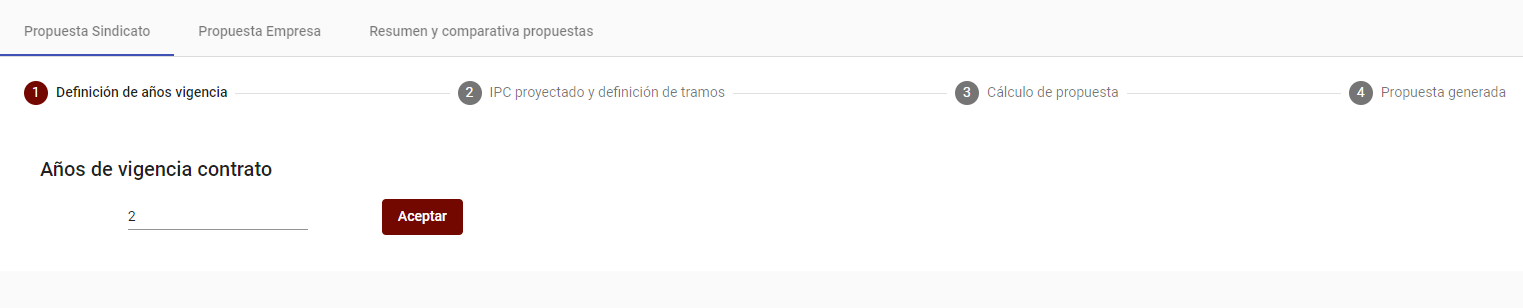 Propuesta Sindicato Propuesta Empresa Resumen y comparativa propuestas
1 Definición de años vigencia 2 IPC proyectado y definición de tramos 3 Cálculo de propuesta 4 Propuesta generada
Años de vigencia contrato
2 Aceptar